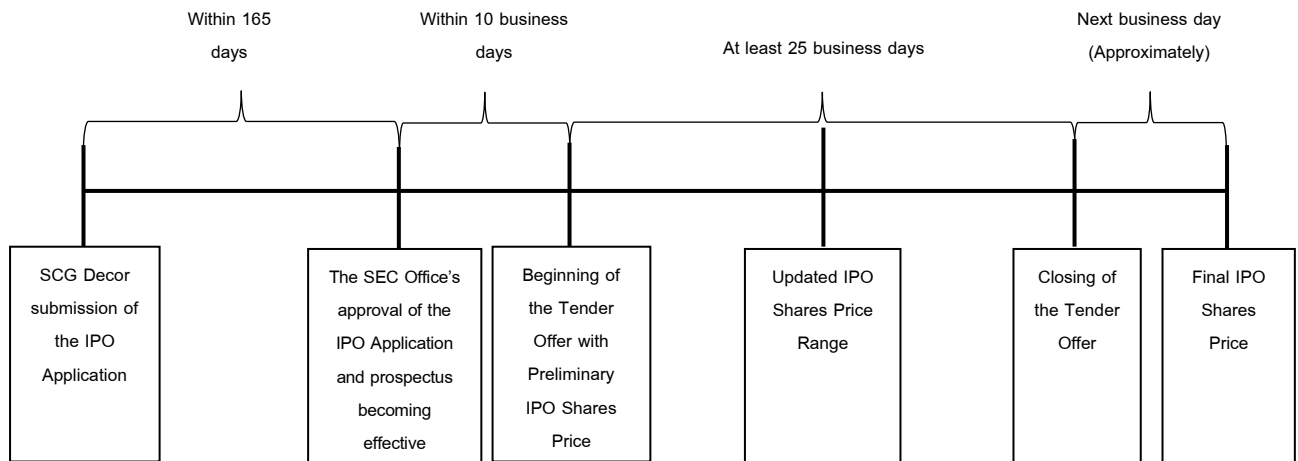 Within 165
days
Within 10 business
days
At least 25 business days
Next business day
(Approximately)
SCG Decor
submission of
the IPO
Application
The SEC Office’s
approval of the
IPO Application
and prospectus
becoming
effective
Beginning of
the Tender
Offer with
Preliminary
IPO Shares
Price
Updated IPO
Shares Price
Range
Closing of
the Tender
Offer
Final IPO
Shares
Price